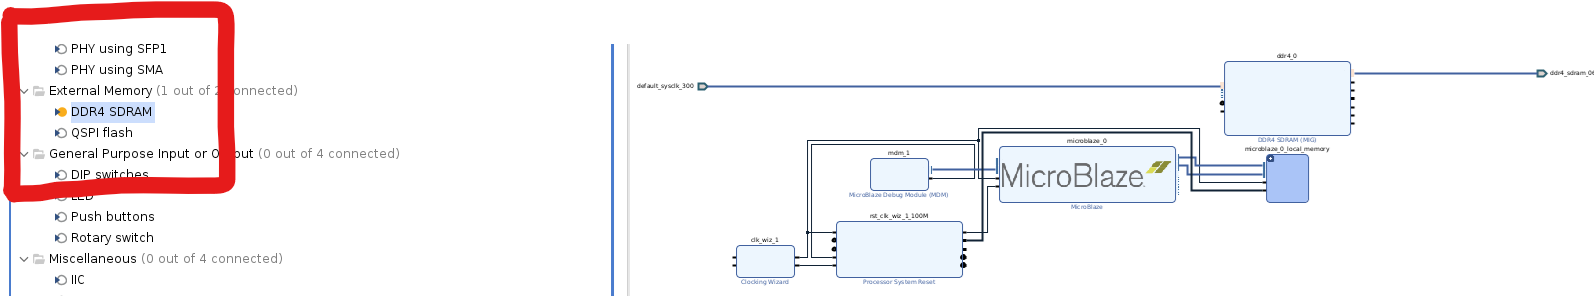 PHY using SFP1
PHY using SMA
External Memory (1 out of 2 connected)
DDR4 SDRAM
QSPI flash
General Purpose Input or Output (0 out of 4 connected)
DIP switches
LED
Push buttons
Rotary switch
Miscellaneous (0 out of 4 connected)
IIC
ddr4_0
default_sysclk_300
ddr4_sdram_06
DDR4 SDRAM (MIG)
microblaze_0
microblaze_0_local_memory
mdm_1
MicroBlaze
MicroBlaze Debug Module (MDM)
MicroBlaze
rst_clk_wiz_1_100M
clk_wiz_1
Clocking Wizard
Processor System Reset